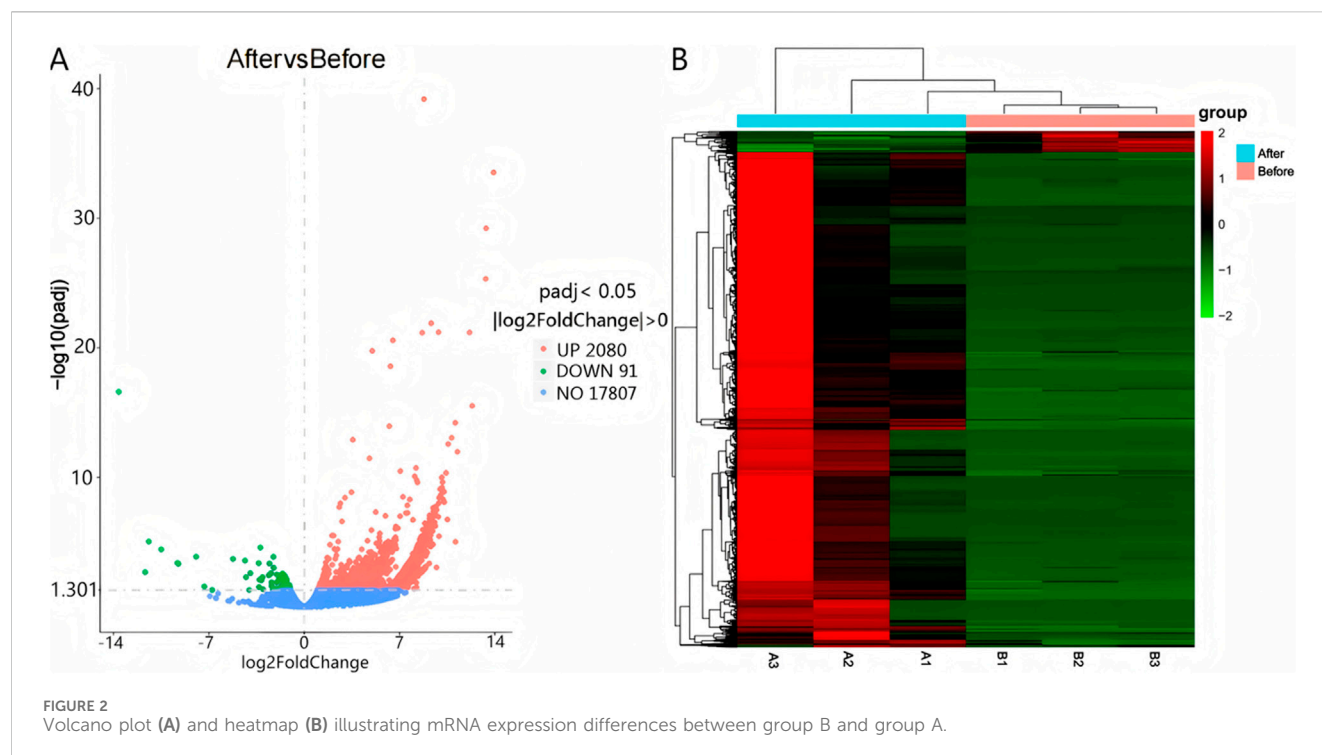 A
AftervsBefore
40
30
20
10
1.301
-14
-7
0
7
14
−log10(padj)
log2FoldChange
padj< 0.05
|log2FoldChange|>0
UP 2080
DOWN 91
NO 17807
B
group
2
1
0
−1
−2
After
Before
A3
A2
A1
B1
B2
B3
FIGURE 2
Volcano plot (A) and heatmap (B) illustrating mRNA expression differences between group B and group A.